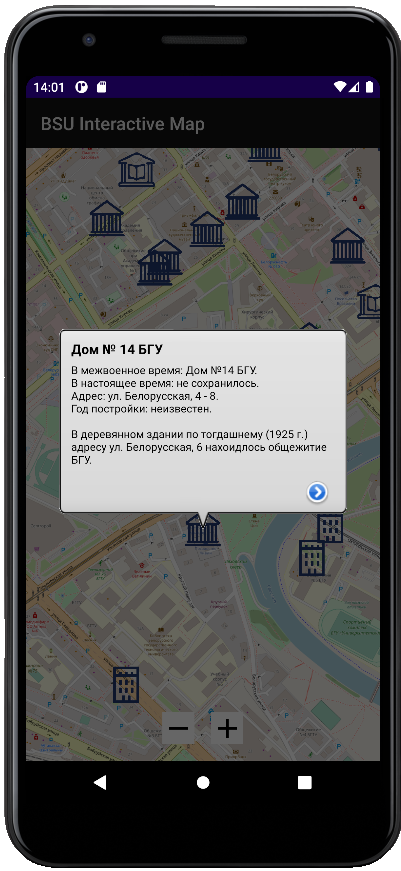 14:01
BSU Interactive Map
Дом № 14 БГУ
В межвоенное время: Дом №14 БГУ.
В настоящее время: не сохранилось.
Адрес: ул. Белорусская, 4 - 8.
Год постройки: неизвестен.
В деревянном здании по тогдашнему (1925 г.)
адресу ул. Белорусская, 6 нахоидлось общежитие
БГУ.